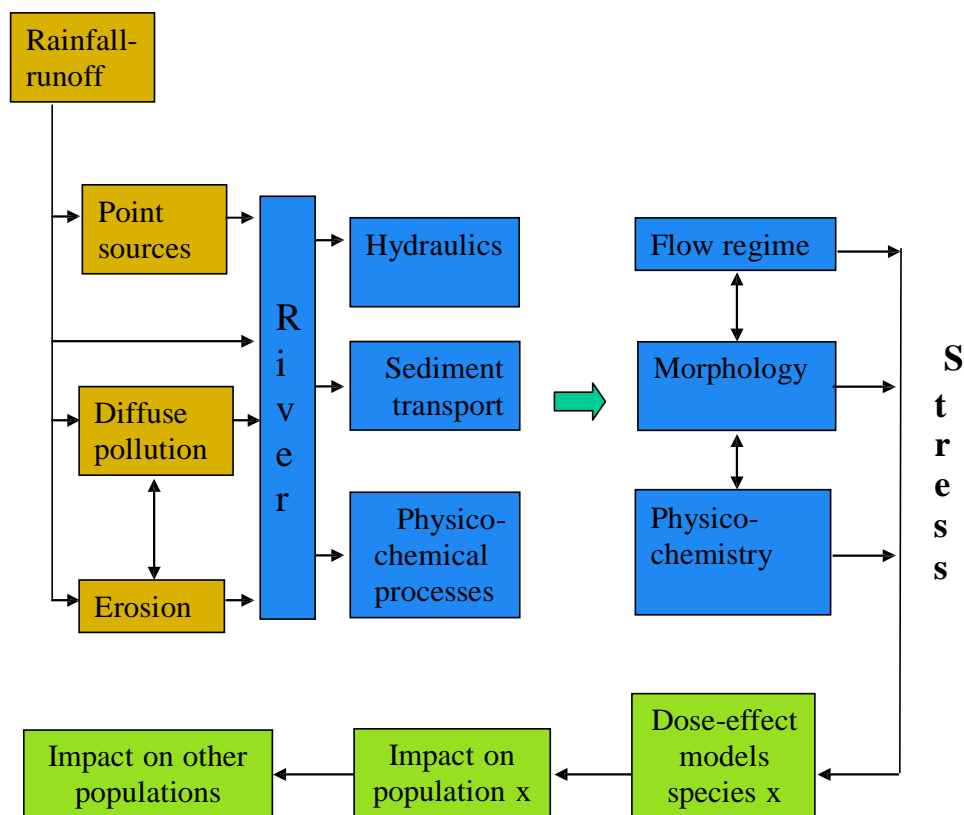 Rainfall-
runoff
Point
sources
Diffuse
pollution
Erosion
R
i
v
e
r
Hydraulics
Sediment
transport
Physico-
chemical
processes
Flow regime
Morphology
Physico-
chemistry
S
t
r
e
s
s
Dose-effect
models
species x
Impact on
population x
Impact on other
populations